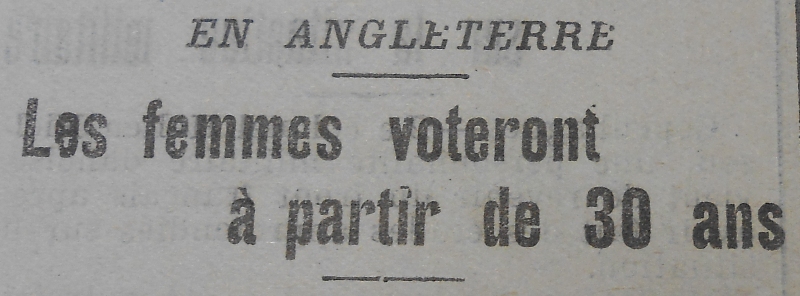 EN ANGLETERRE
Les femmes voteront
à partir de 30 ans